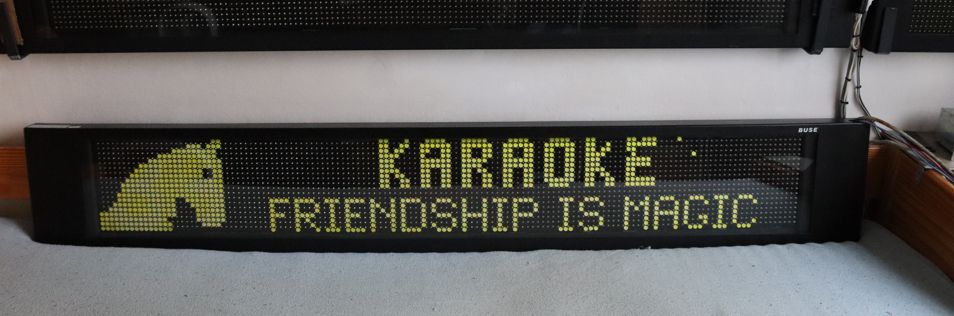 BUSE
KARAOKE
FRIENDSHIP IS MAGIC